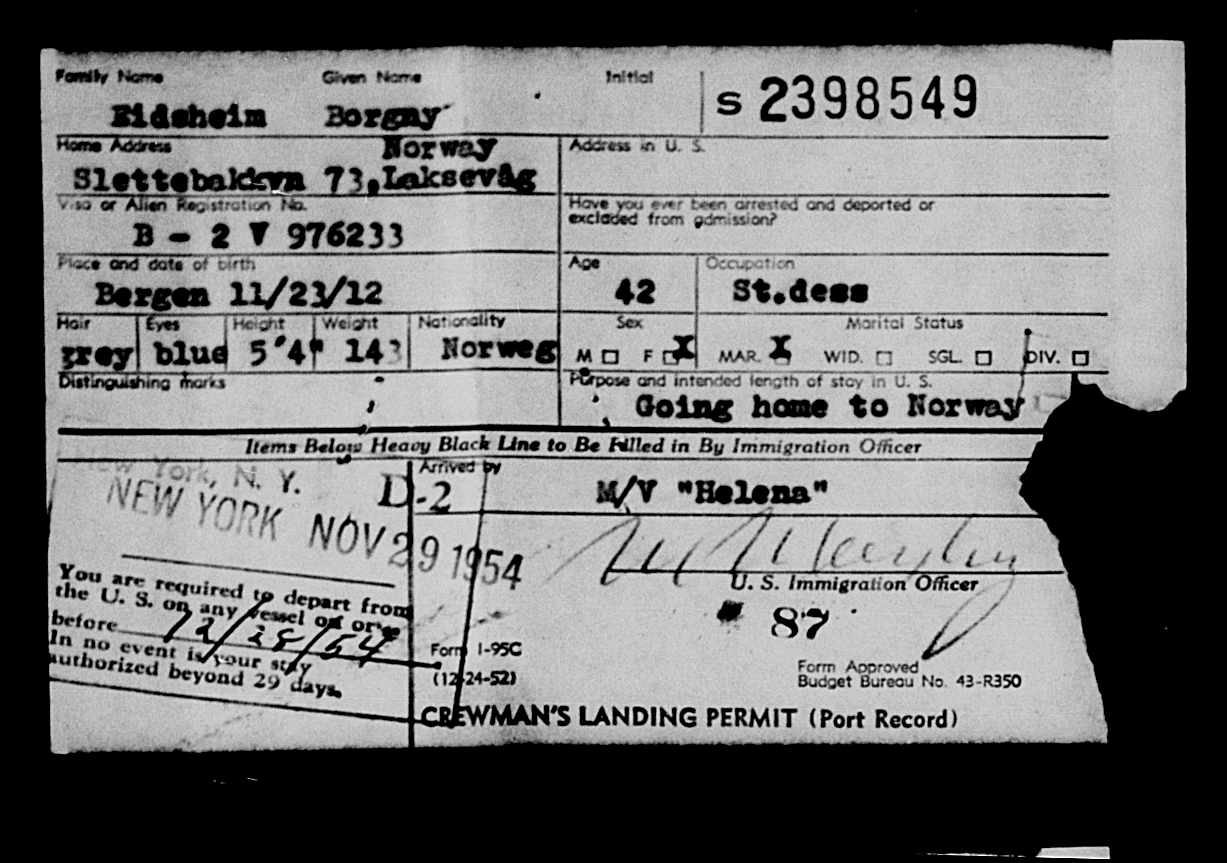 Family Name Given Name Initial
Eidsheim Borgny S 2398549
Home Address Norway Address in U. S.
Slettebakkvn 73, Laksevåg
Visa or Alien Registration No. Have you ever been arrested and deported or
excluded from admission?
B - 2 V 976233
Place and date of birth Age Occupation
Bergen 11/23/12 42 St.dess
Hair Eyes Height Weight Nationality Sex Marital Status
grey blue 5'4" 143 Norweg M F X MAR. X WID. SGL. DIV.
Distinguishing marks Purpose and intended length of stay in U. S.
Going home to Norway
Items Below Heavy Black Line to Be Filled in By Immigration Officer
New York, N. Y. D-2 Arrived by M/V "Helena"
NEW YORK NOV 29 1954
U. S. Immigration Officer
You are required to depart from
the U. S. on any vessel on or
before 12/28/54
In no event is your stay
authorized beyond 29 days.
87
Form I-95C
(12-24-52)
Form Approved
Budget Bureau No. 43-R350
CREWMAN'S LANDING PERMIT (Port Record)